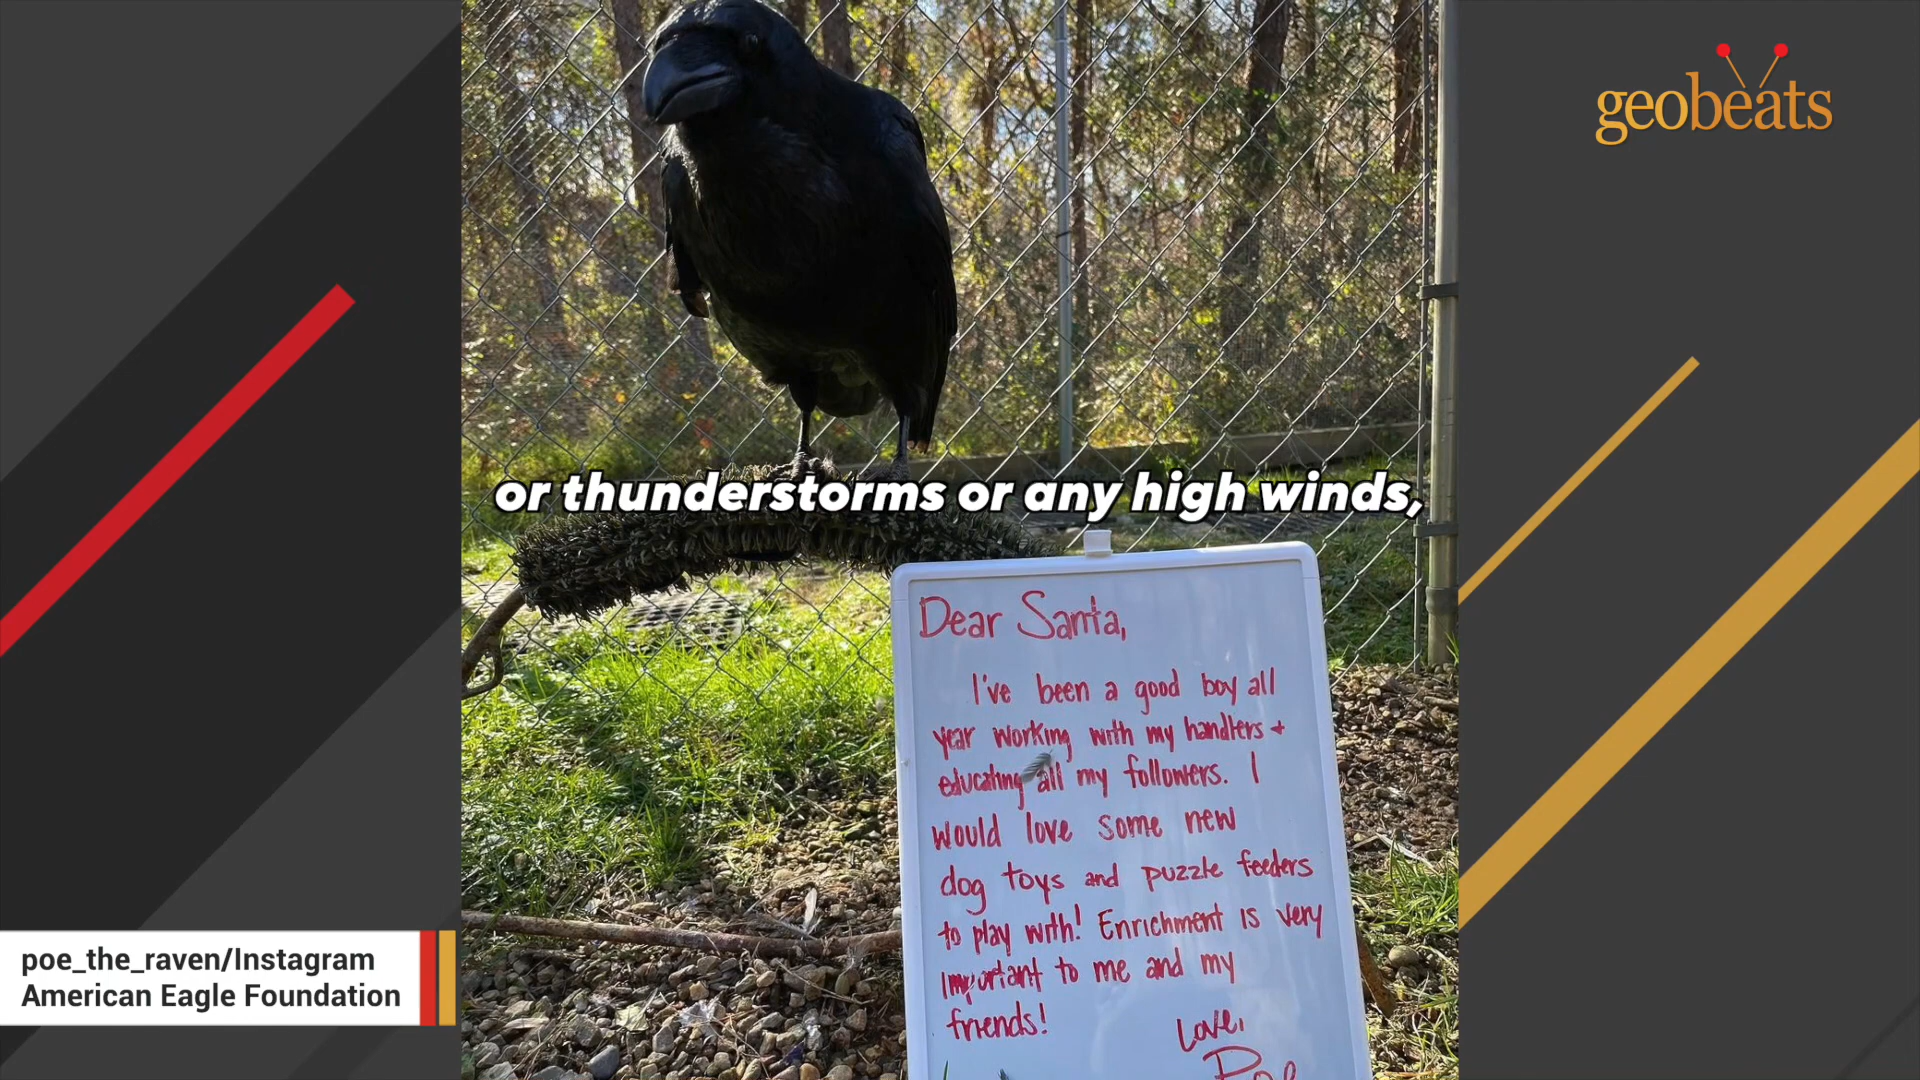 geobeats
or thunderstorms or any high winds,
Dear Santa,
I've been a good boy all
year working with my handlers +
educating all my followers. I
would love some new
dog toys and puzzle feeders
to play with! Enrichment is very
important to me and my
friends!
Love,
Poe
poe_the_raven/Instagram
American Eagle Foundation